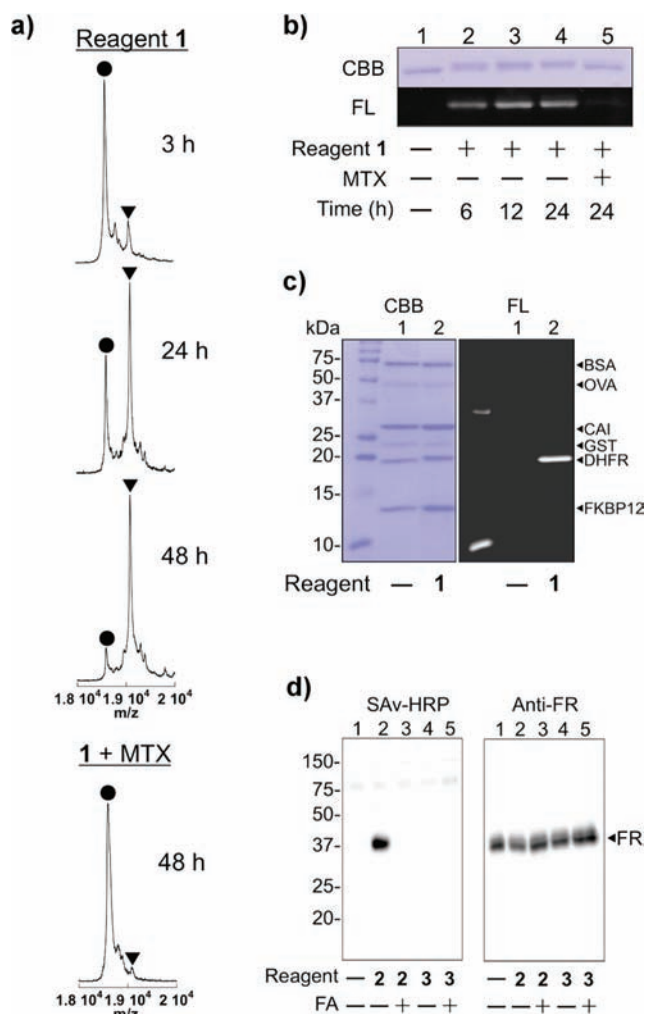 a)
Reagent 1
3 h
24 h
48 h
1.8 10⁴ 1.9 10⁴ 2 10⁴
m/z
1 + MTX
48 h
1.8 10⁴ 1.9 10⁴ 2 10⁴
m/z
b)
1 2 3 4 5
CBB
FL
Reagent 1 — + + + +
MTX — — — — +
Time (h) — 6 12 24 24
c)
CBB FL
kDa 1 2 1 2
75- ◂BSA
50- ◂OVA
37-
25- ◂CAI
◂GST
20- ◂DHFR
15-
◂FKBP12
10-
Reagent — 1 — 1
d)
SAv-HRP Anti-FR
1 2 3 4 5 1 2 3 4 5
150-
75-
50-
37- ◂FR
25-
20-
Reagent — 2 2 3 3 — 2 2 3 3
FA — — + — + — — + — +